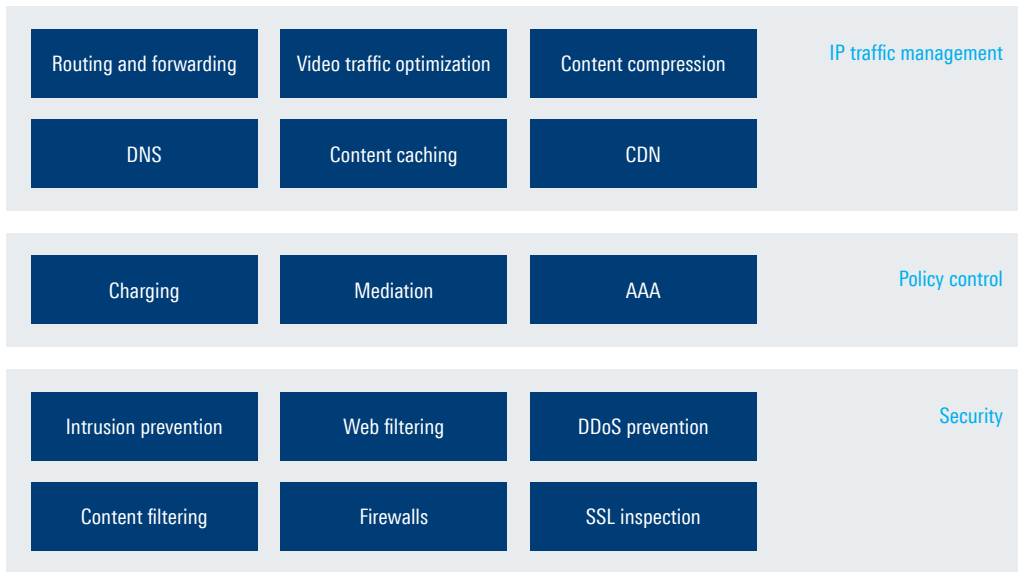 Routing and forwarding
Video traffic optimization
Content compression
IP traffic management
DNS
Content caching
CDN
Charging
Mediation
AAA
Policy control
Intrusion prevention
Web filtering
DDoS prevention
Security
Content filtering
Firewalls
SSL inspection